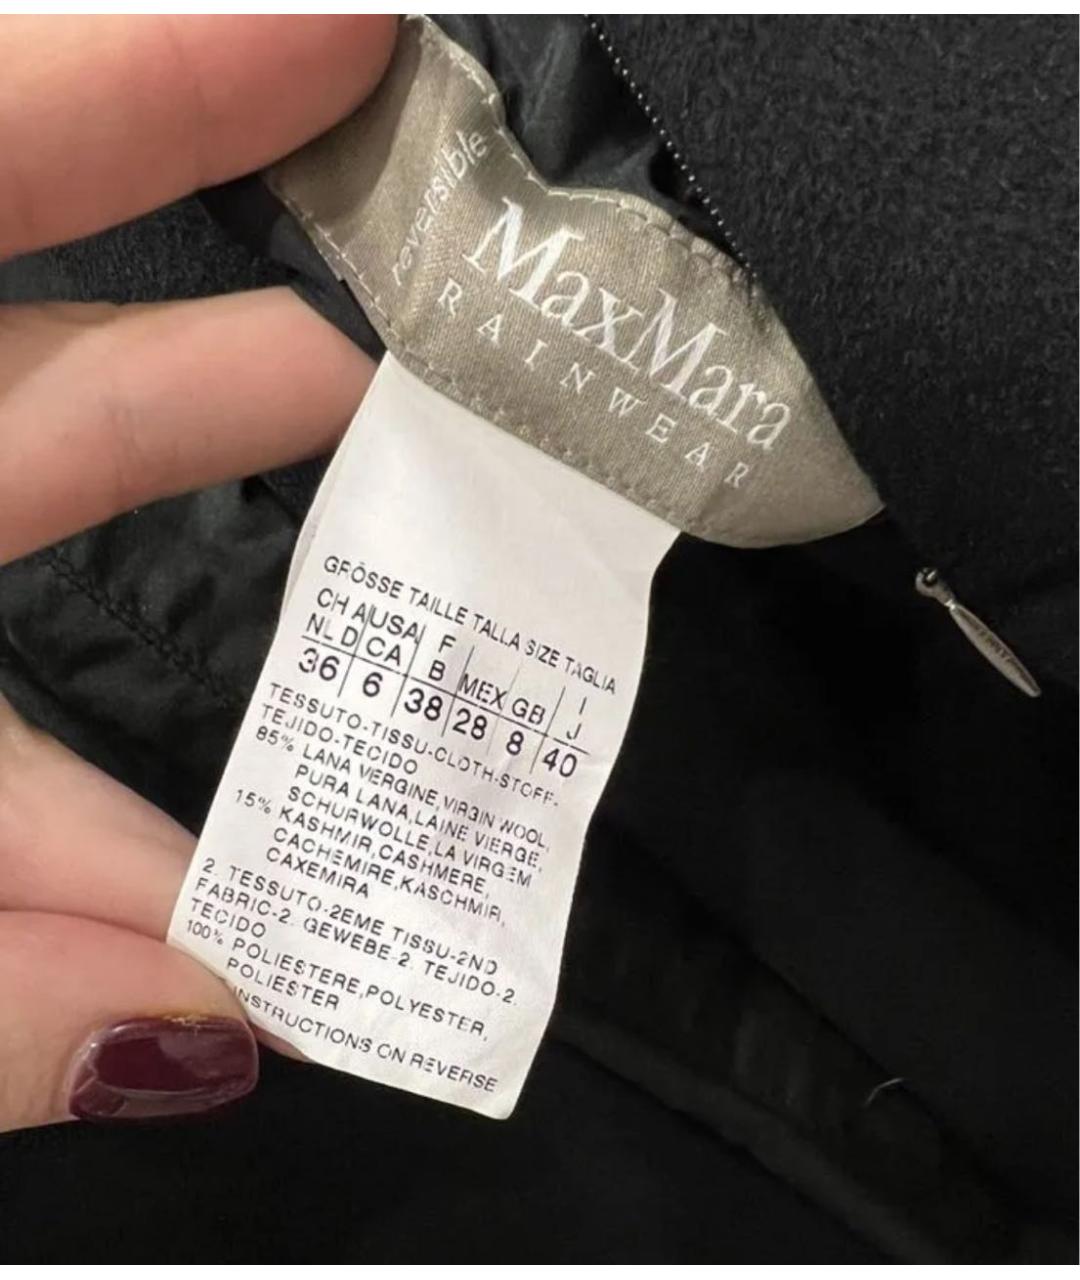 reversible
MaxMara
RAINWEAR
GRÖSSE TAILLE TALLA SIZE TAGLIA
CH A USA F I
NL D CA B MEX GB J
36 6 38 28 8 40
TESSUTO-TISSU-CLOTH-STOFF-
TEJIDO-TECIDO
85% LANA VERGINE,VIRGIN WOOL,
PURA LANA,LAINE VIERGE,
SCHURWOLLE,LA VIRGEM
15% KASHMIR,CASHMERE,
CACHEMIRE,KASCHMIR,
CAXEMIRA
2. TESSUTO-2EME TISSU-2ND
FABRIC-2. GEWEBE-2. TEJIDO-2.
TECIDO
100% POLIESTERE,POLYESTER,
POLIESTER
INSTRUCTIONS ON REVERSE